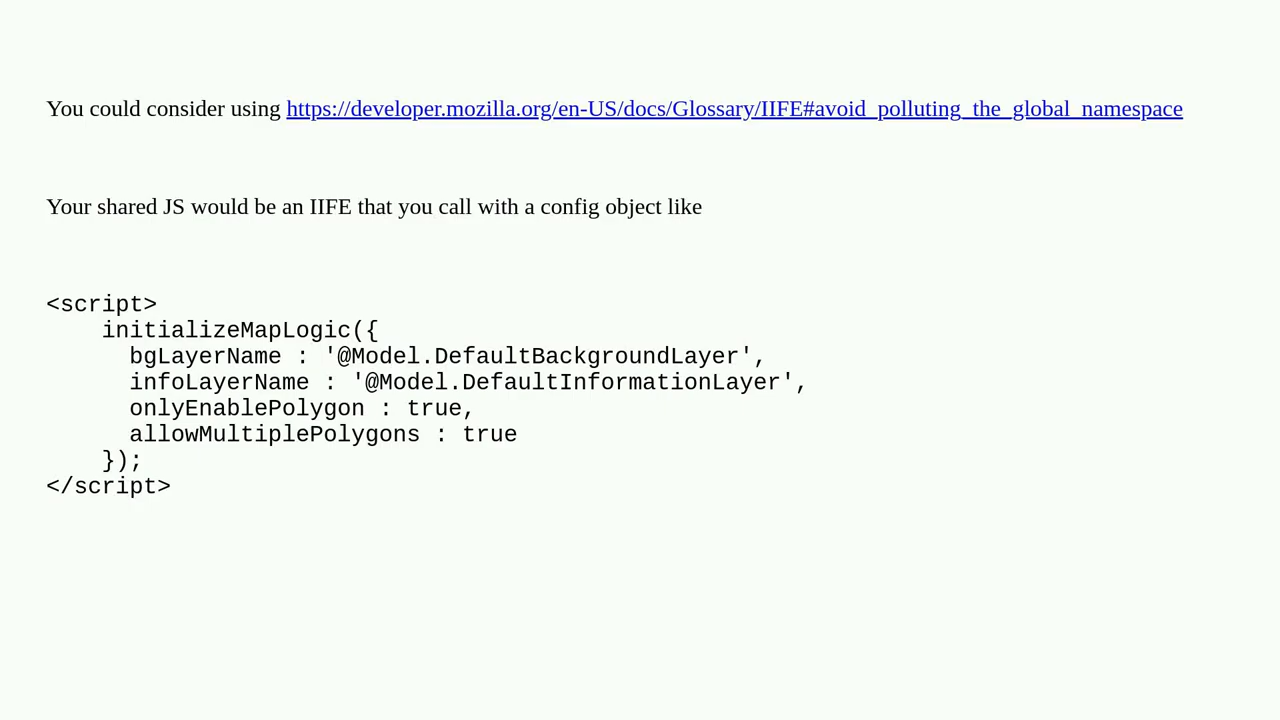 You could consider using https://developer.mozilla.org/en-US/docs/Glossary/IIFE#avoid_polluting_the_global_namespace
Your shared JS would be an IIFE that you call with a config object like
<script>
    initializeMapLogic({
      bgLayerName : '@Model.DefaultBackgroundLayer',
      infoLayerName : '@Model.DefaultInformationLayer',
      onlyEnablePolygon : true,
      allowMultiplePolygons : true
    });
</script>